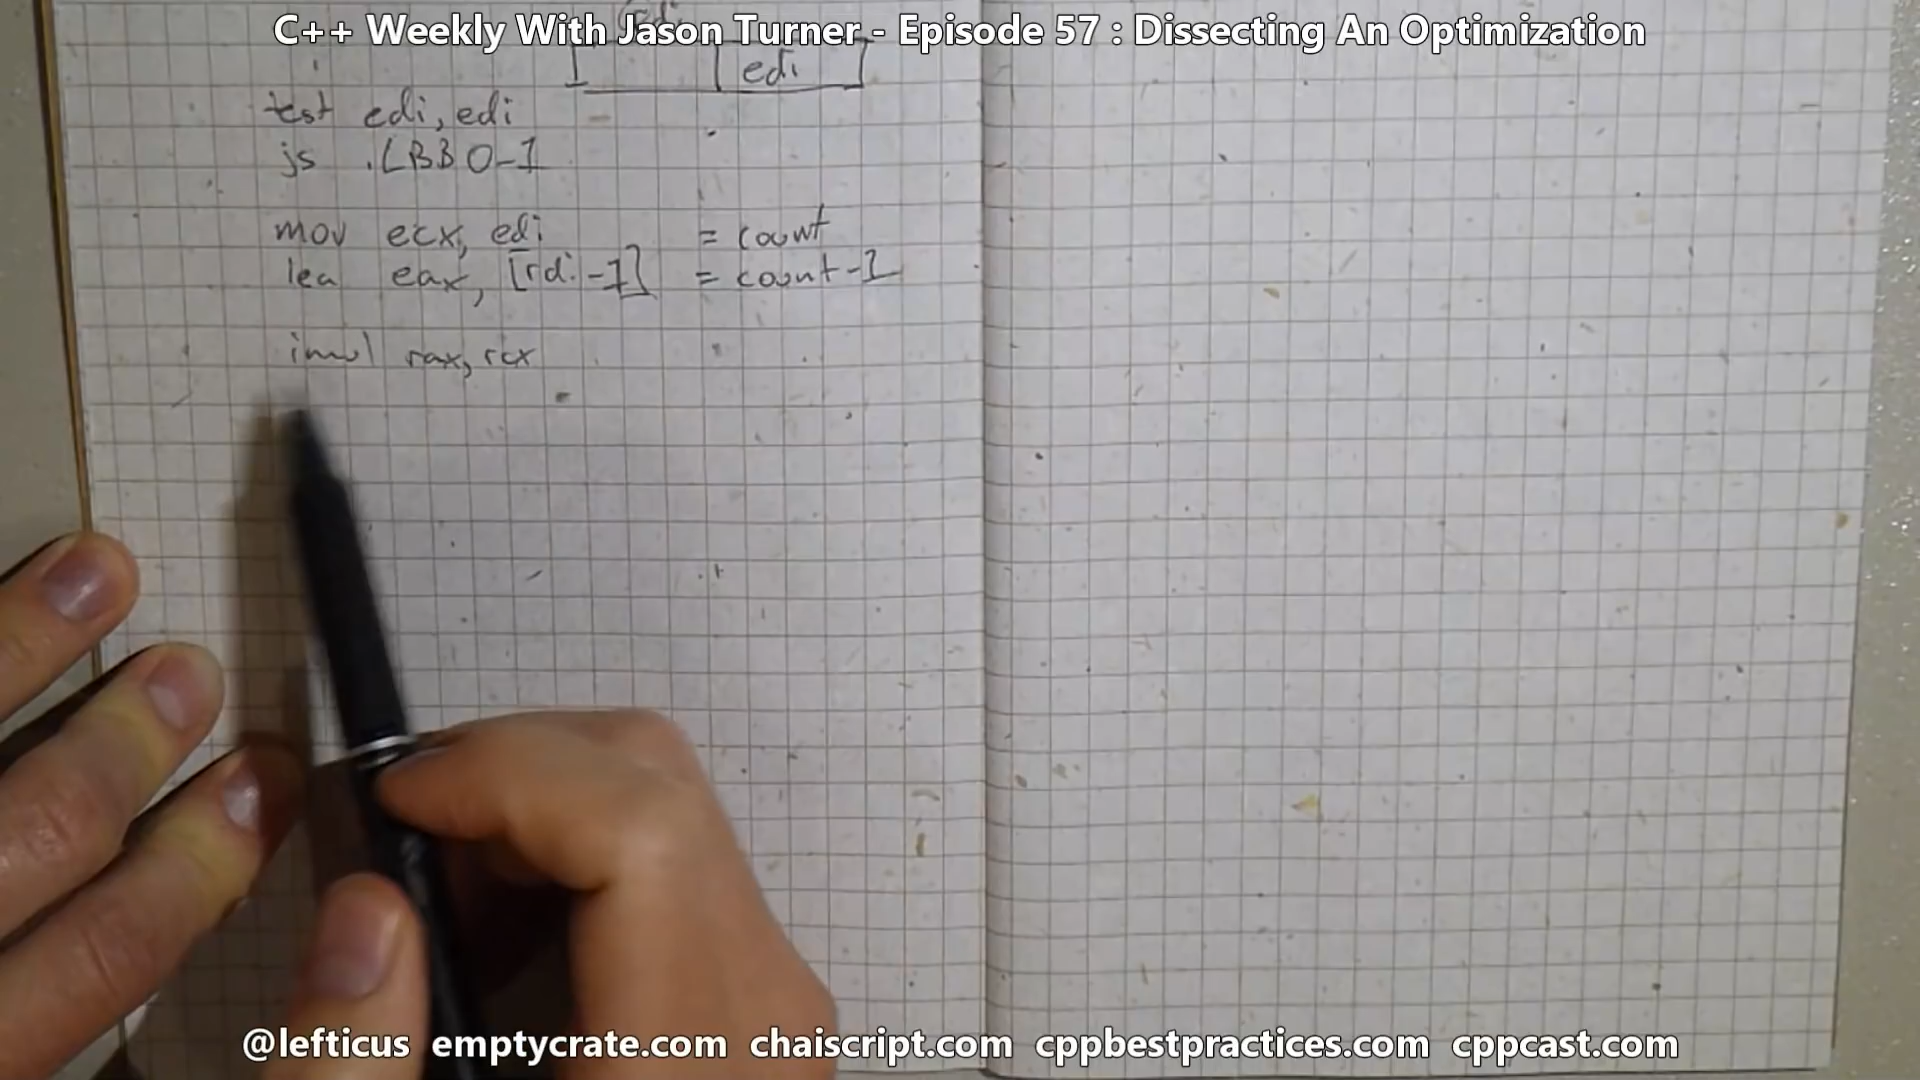 C++ Weekly With Jason Turner - Episode 57 : Dissecting An Optimization
edi
test edi, edi
js .LBB0-1
mov ecx, edi = count
lea eax, [rdi-1] = count-1
imul rax, rcx
@lefticus emptycrate.com chaiscript.com cppbestpractices.com cppcast.com